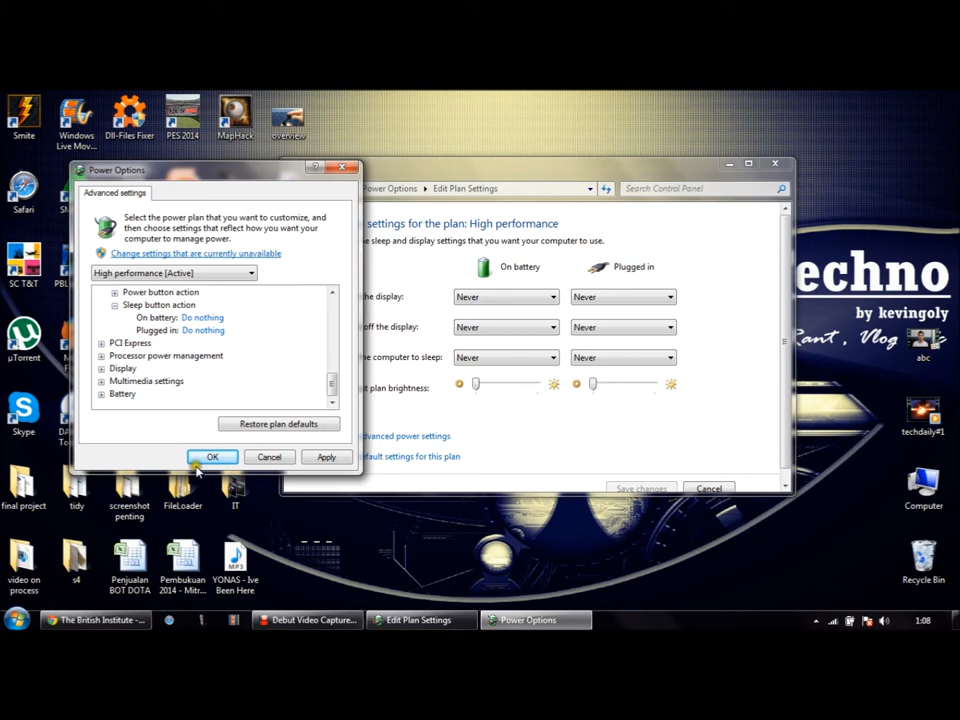 Smite
Windows
Live Mov...
Dll-Files Fixer
PES 2014
MapHack
overview
Safari
SC T&T
PBL
µTorrent
Skype
final project
tidy
screenshot
penting
FileLoader
IT
video on
process
s4
Penjualan
BOT DOTA
Pembukuan
2014 - Mitr...
YONAS - Ive
Been Here
Power Options
Advanced settings
Select the power plan that you want to customize, and
then choose settings that reflect how you want your
computer to manage power.
Change settings that are currently unavailable
High performance [Active]
Power button action
Sleep button action
On battery: Do nothing
Plugged in: Do nothing
PCI Express
Processor power management
Display
Multimedia settings
Battery
Restore plan defaults
OK
Cancel
Apply
Power Options
Edit Plan Settings
Search Control Panel
settings for the plan: High performance
e sleep and display settings that you want your computer to use.
On battery
Plugged in
the display:
Never
Never
off the display:
Never
Never
he computer to sleep:
Never
Never
t plan brightness:
dvanced power settings
default settings for this plan
Save changes
Cancel
echno
by kevingoly
Rant , Vlog
abc
techdaily#1
Computer
Recycle Bin
The British Institute - ...
Debut Video Capture...
Edit Plan Settings
Power Options
1:08